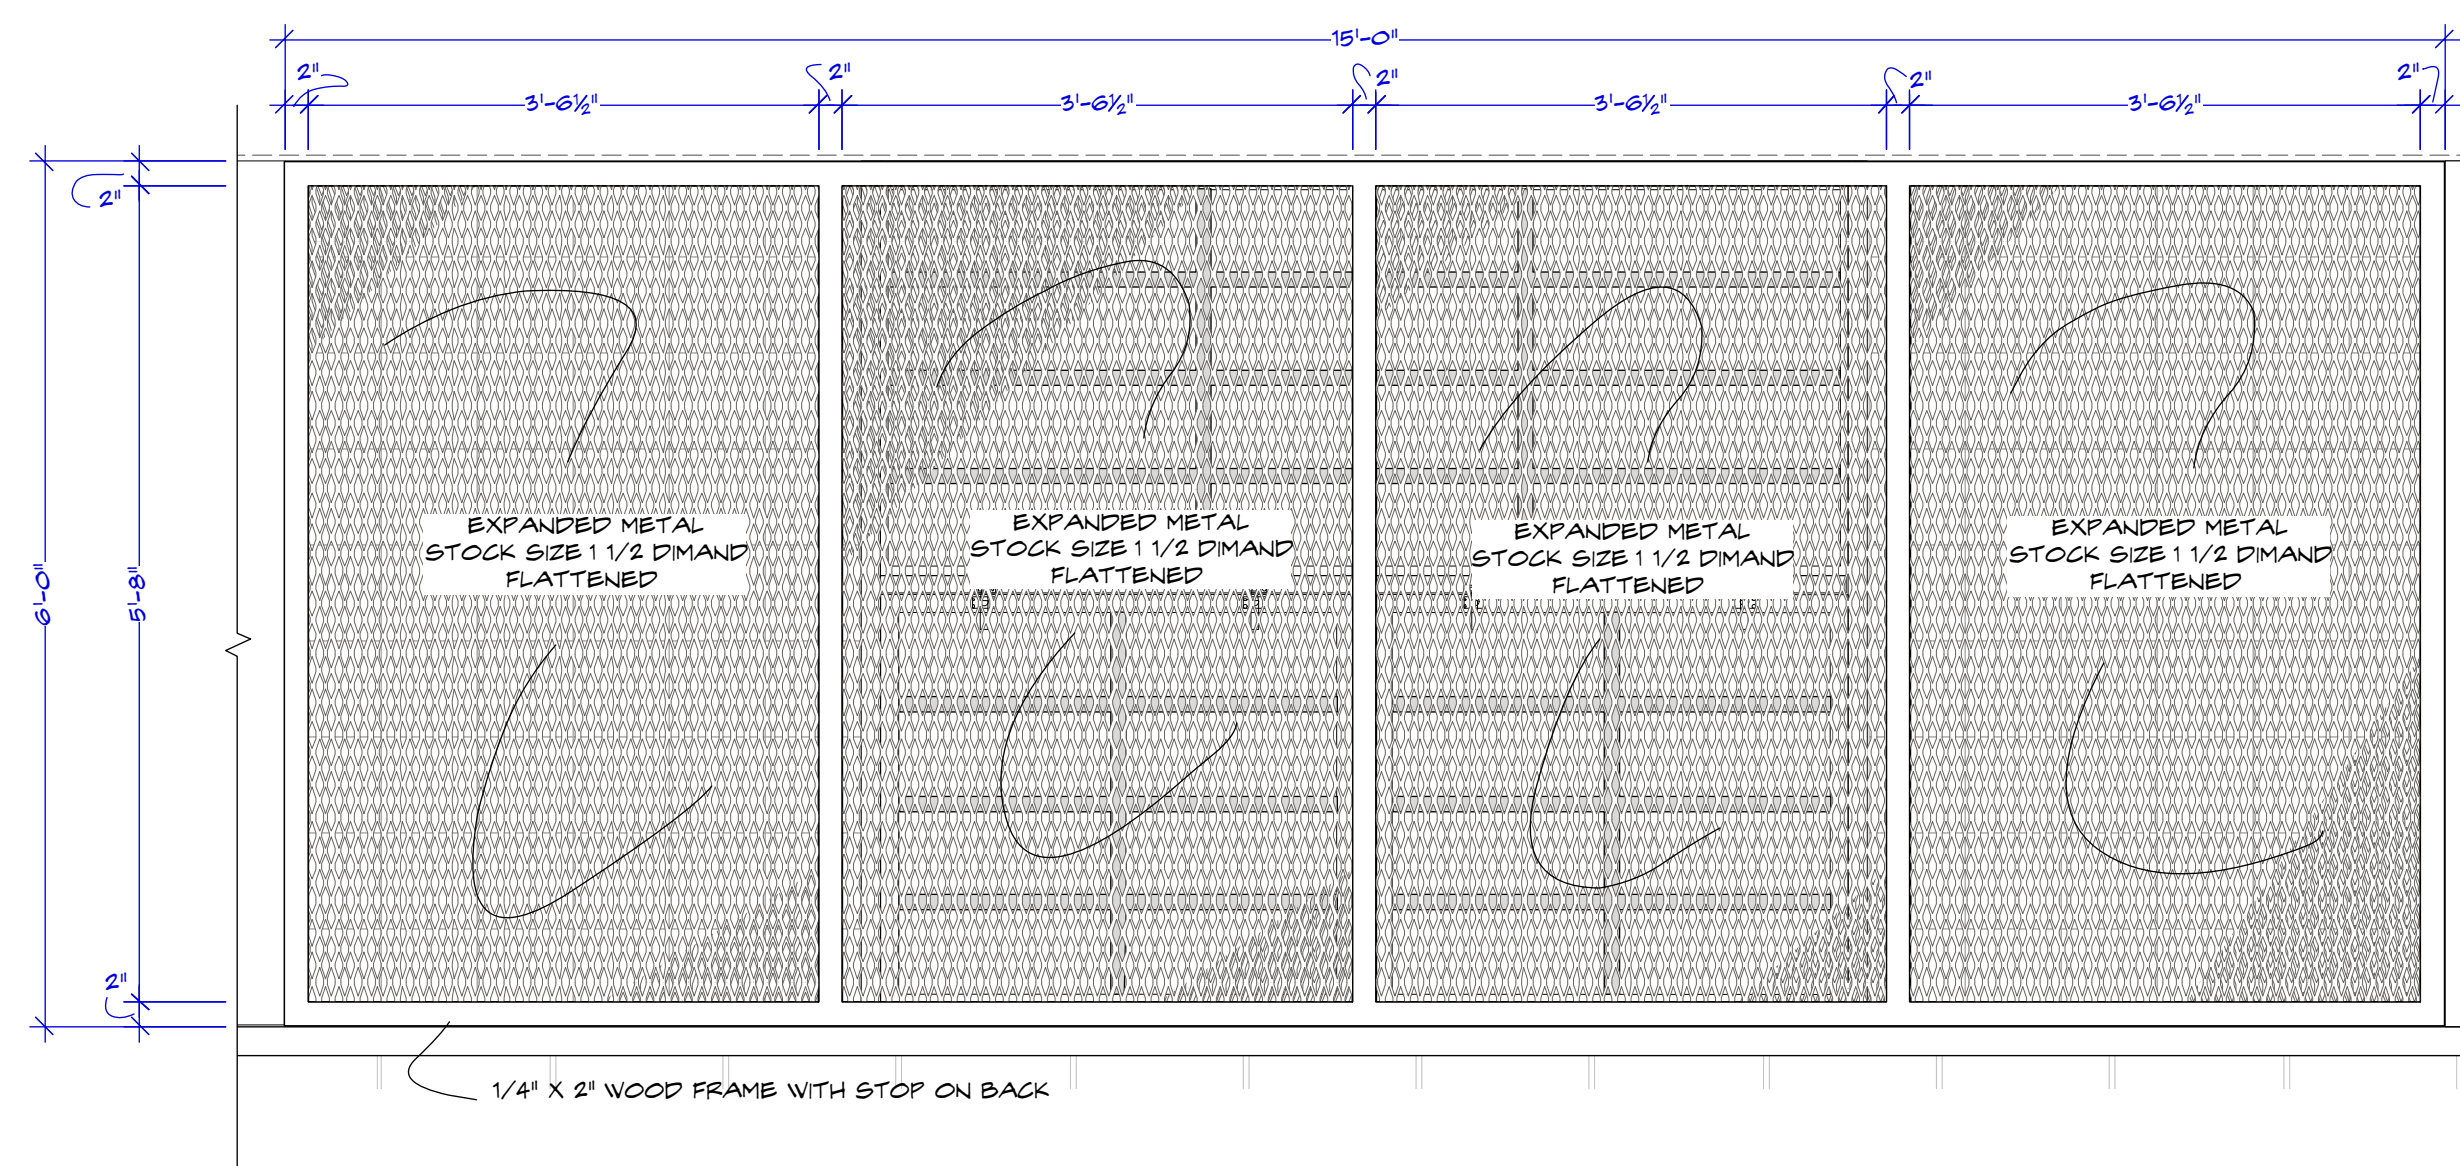 15'-0"
2"
2"
2"
2"
2"
3'-6½"
3'-6½"
3'-6½"
3'-6½"
2"
6'-0"
5'-8"
2"
EXPANDED METAL
STOCK SIZE 1 1/2 DIMAND
FLATTENED
EXPANDED METAL
STOCK SIZE 1 1/2 DIMAND
FLATTENED
EXPANDED METAL
STOCK SIZE 1 1/2 DIMAND
FLATTENED
EXPANDED METAL
STOCK SIZE 1 1/2 DIMAND
FLATTENED
1/4" X 2" WOOD FRAME WITH STOP ON BACK